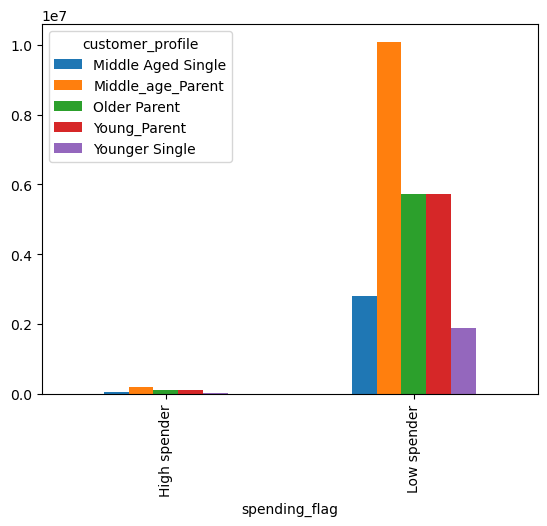 1e7
customer_profile
Middle Aged Single
Middle_age_Parent
Older Parent
Young_Parent
Younger Single
1.0
0.8
0.6
0.4
0.2
0.0
High spender
Low spender
spending_flag